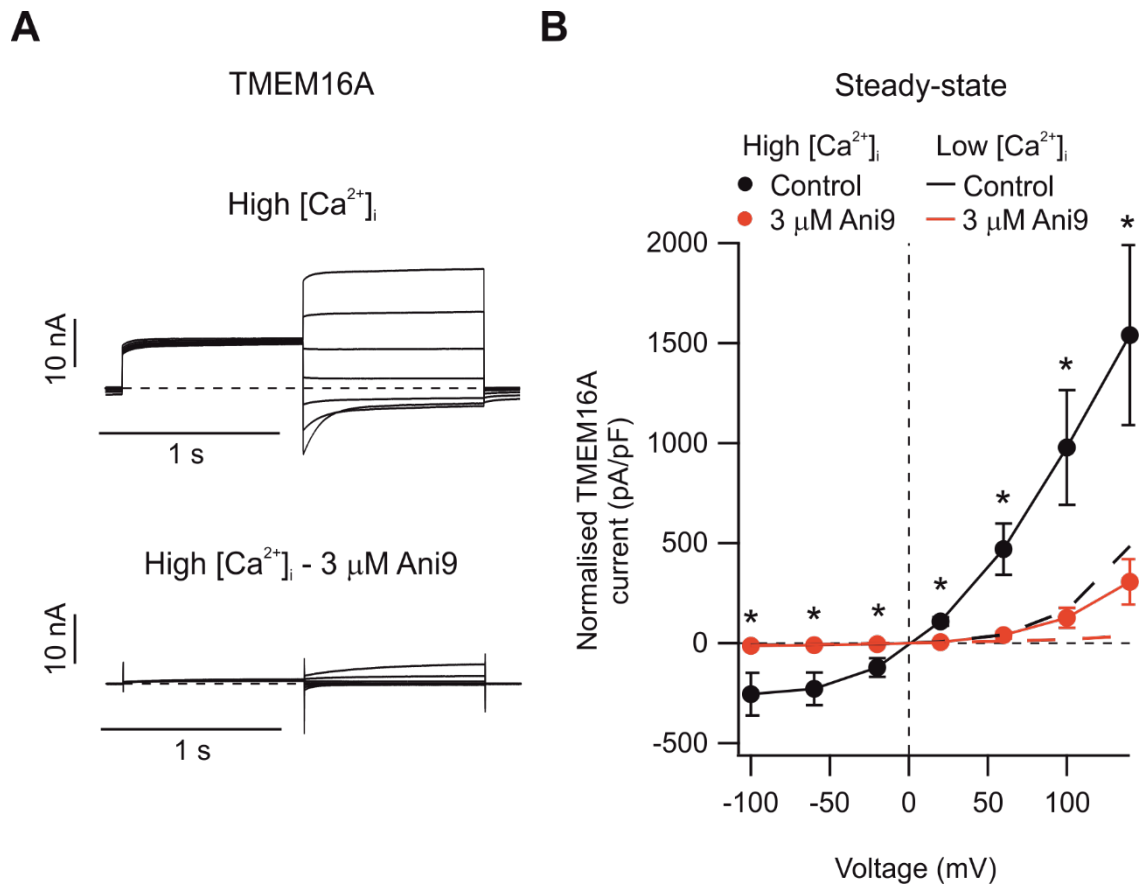 A
TMEM16A
High [Ca²⁺]ᵢ
10 nA
1 s
High [Ca²⁺]ᵢ - 3 μM Ani9
10 nA
1 s
B
Steady-state
High [Ca²⁺]ᵢ Low [Ca²⁺]ᵢ
Control Control
3 μM Ani9 3 μM Ani9
Normalised TMEM16A
current (pA/pF)
2000
1500
1000
500
0
-500
* * * * * * *
-100 -50 0 50 100
Voltage (mV)